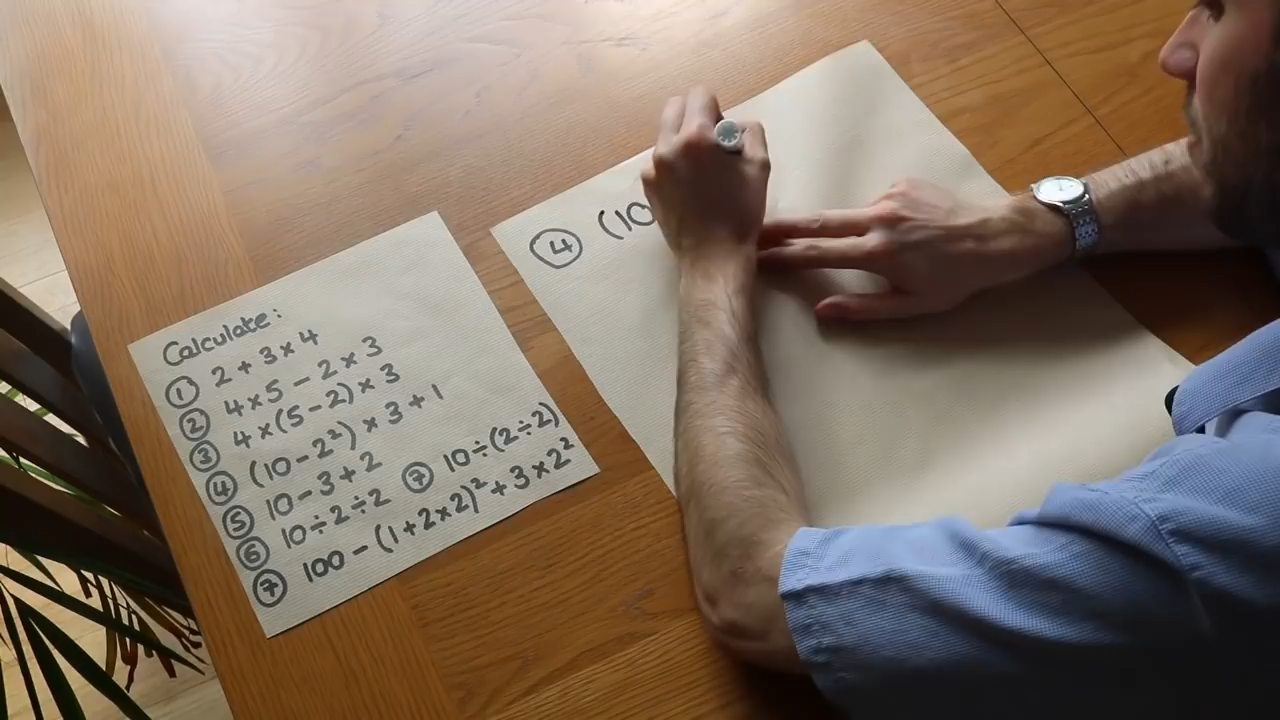 Calculate:
① 2 + 3 × 4
② 4 × 5 - 2 × 3
③ 4 × (5 - 2) × 3
④ (10 - 2²) × 3 + 1
⑤ 10 - 3 + 2
⑥ 10 ÷ 2 ÷ 2 ⑦ 10 ÷ (2 ÷ 2)
⑦ 100 - (1 + 2 × 2)² + 3 × 2²
④ (10